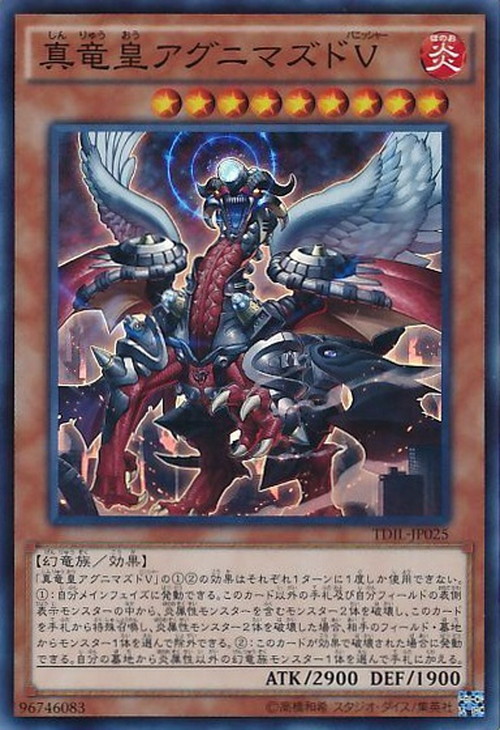 しんりゅうおう バニッシャー
真竜皇アグニマズドV
ほのお
炎
TDIL-JP025
【幻竜族／効果】
「真竜皇アグニマズドV」の①②の効果はそれぞれ1ターンに1度しか使用できない。
①：自分メインフェイズに発動できる。このカード以外の手札及び自分フィールドの表側
表示モンスターの中から、炎属性モンスターを含むモンスター2体を破壊し、このカード
を手札から特殊召喚し、炎属性モンスター2体を破壊した場合、相手のフィールド・墓地
からモンスター1体を選んで除外できる。②：このカードが効果で破壊された場合に発動
できる。自分の墓地から炎属性以外の幻竜族モンスター1体を選んで手札に加える。
ATK/2900 DEF/1900
96746083 ©高橋和希 スタジオ・ダイス/集英社